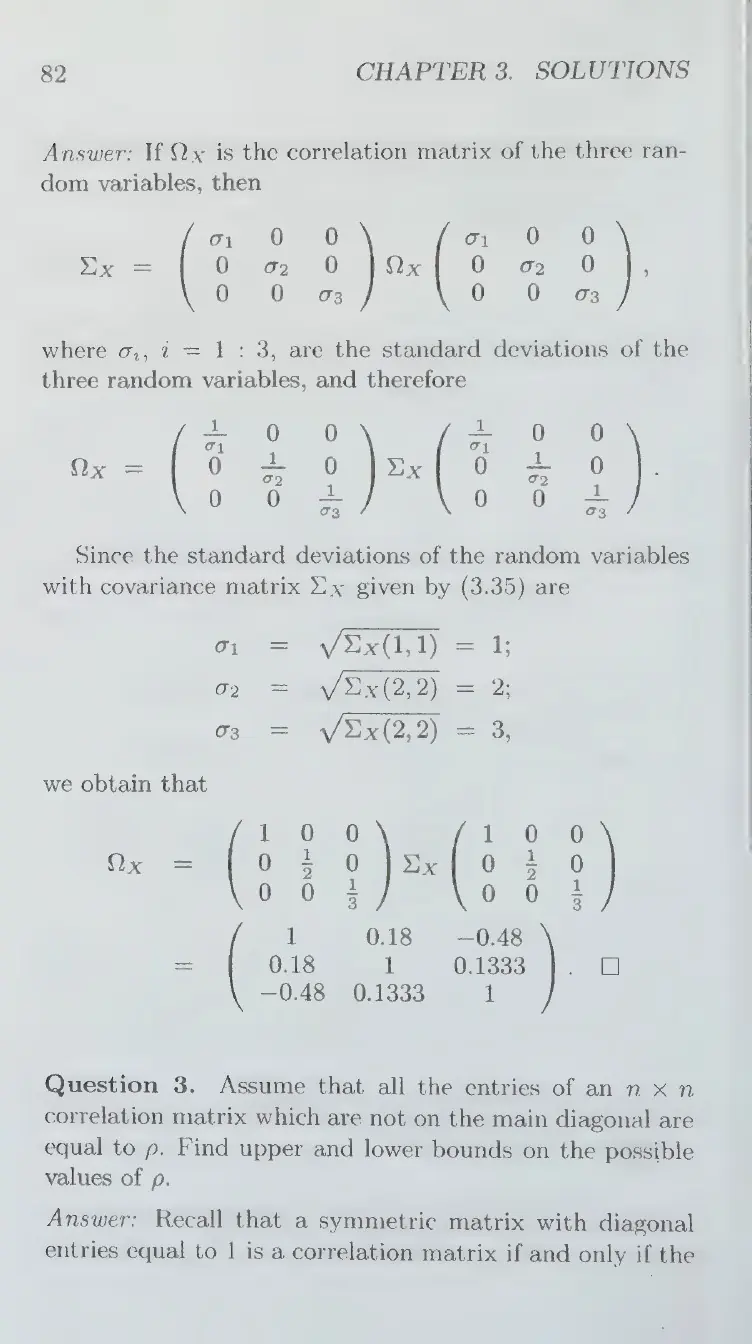 82 CHAPTER 3. SOLUTIONS
Answer: If Ω_X is the correlation matrix of the three ran-
dom variables, then
Σ_X = ( σ1 0 0 ; 0 σ2 0 ; 0 0 σ3 ) Ω_X ( σ1 0 0 ; 0 σ2 0 ; 0 0 σ3 ) ,
where σ_i, i = 1 : 3, are the standard deviations of the
three random variables, and therefore
Ω_X = ( 1/σ1 0 0 ; 0 1/σ2 0 ; 0 0 1/σ3 ) Σ_X ( 1/σ1 0 0 ; 0 1/σ2 0 ; 0 0 1/σ3 ) .
Since the standard deviations of the random variables
with covariance matrix Σ_X given by (3.35) are
σ1 = √Σ_X(1,1) = 1;
σ2 = √Σ_X(2,2) = 2;
σ3 = √Σ_X(2,2) = 3,
we obtain that
Ω_X = ( 1 0 0 ; 0 1/2 0 ; 0 0 1/3 ) Σ_X ( 1 0 0 ; 0 1/2 0 ; 0 0 1/3 )
= ( 1 0.18 −0.48 ; 0.18 1 0.1333 ; −0.48 0.1333 1 ) . □
Question 3. Assume that all the entries of an n × n
correlation matrix which are not on the main diagonal are
equal to ρ. Find upper and lower bounds on the possible
values of ρ.
Answer: Recall that a symmetric matrix with diagonal
entries equal to 1 is a correlation matrix if and only if the